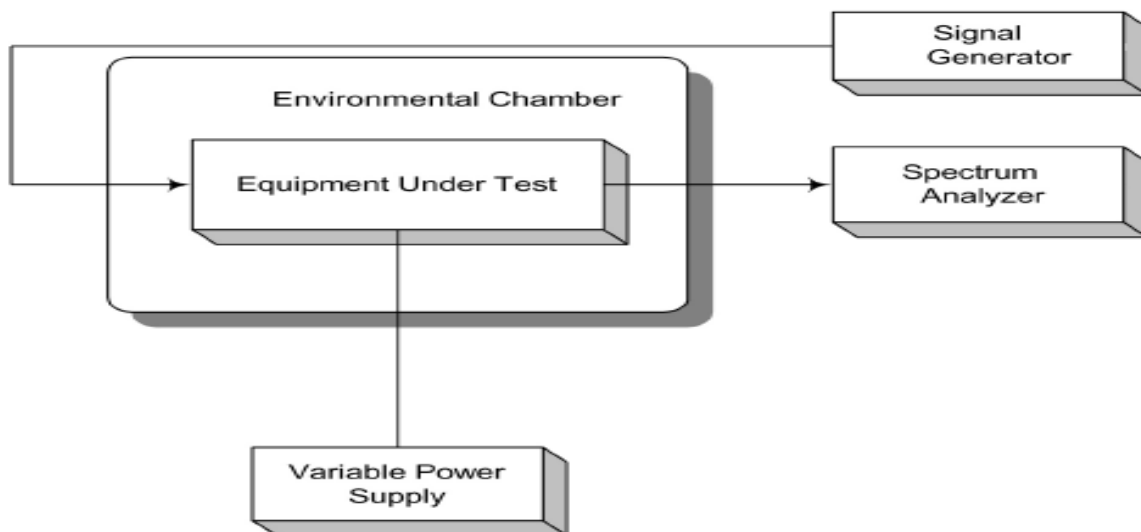 Signal
Generator
Environmental Chamber
Equipment Under Test
Spectrum
Analyzer
Variable Power
Supply